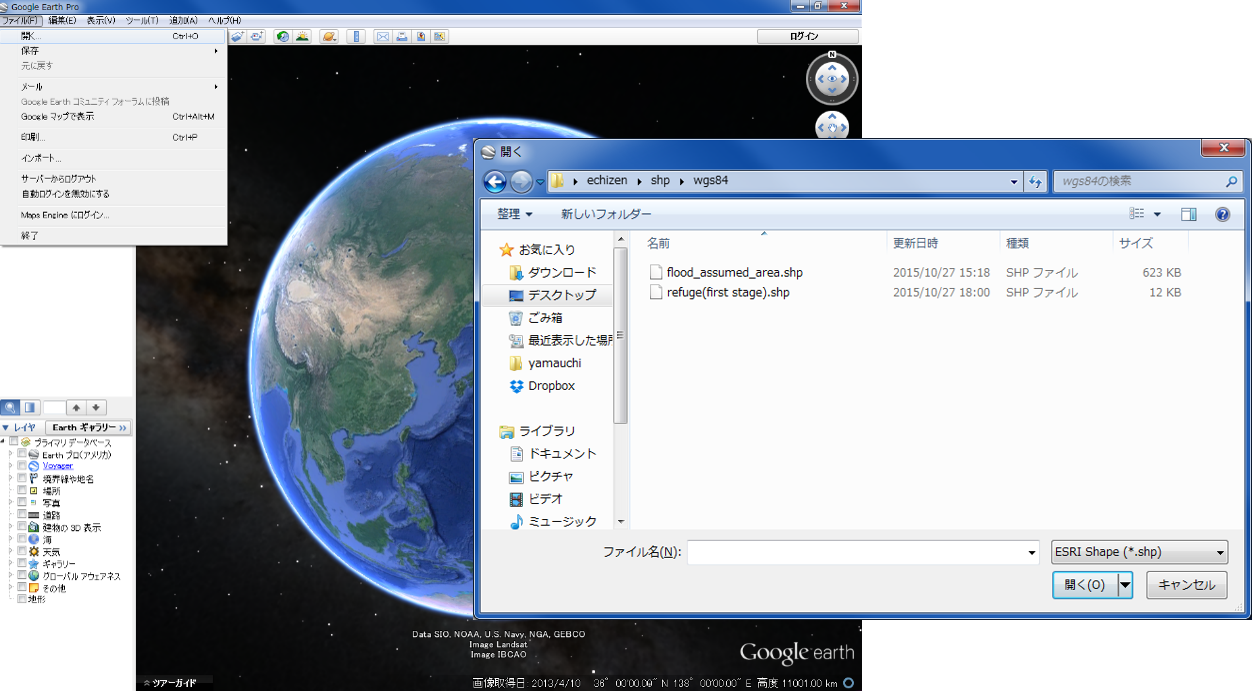 Google Earth Pro
ファイル(F) 編集(E) 表示(V) ツール(T) 追加(A) ヘルプ(H)
開く... Ctrl+O
保存
元に戻す
メール
Google Earth コミュニティ フォーラムに投稿
Google マップで表示 Ctrl+Alt+M
印刷... Ctrl+P
インポート...
サーバーからログアウト
自動ログインを無効にする
Maps Engine にログイン...
終了
ログイン
N
開く
echizen shp wgs84
wgs84の検索
整理 新しいフォルダー
名前 更新日時 種類 サイズ
flood_assumed_area.shp 2015/10/27 15:18 SHP ファイル 623 KB
refuge(first stage).shp 2015/10/27 18:00 SHP ファイル 12 KB
お気に入り
ダウンロード
デスクトップ
ごみ箱
最近表示した場所
yamauchi
Dropbox
ライブラリ
ドキュメント
ピクチャ
ビデオ
ミュージック
ファイル名(N): ESRI Shape (*.shp)
開く(O) キャンセル
レイヤ Earth ギャラリー >>
プライマリ データベース
Earth プロ(アメリカ)
Voyager
境界線や地名
場所
写真
道路
建物の 3D 表示
海
天気
ギャラリー
グローバル アウェアネス
その他
地形
Data SIO, NOAA, U.S. Navy, NGA, GEBCO
Image Landsat
Image IBCAO
Google earth
ツアーガイド
画像取得日: 2013/4/10 36° 00'00.00" N 138° 00'00.00" E 高度 11001.00 km